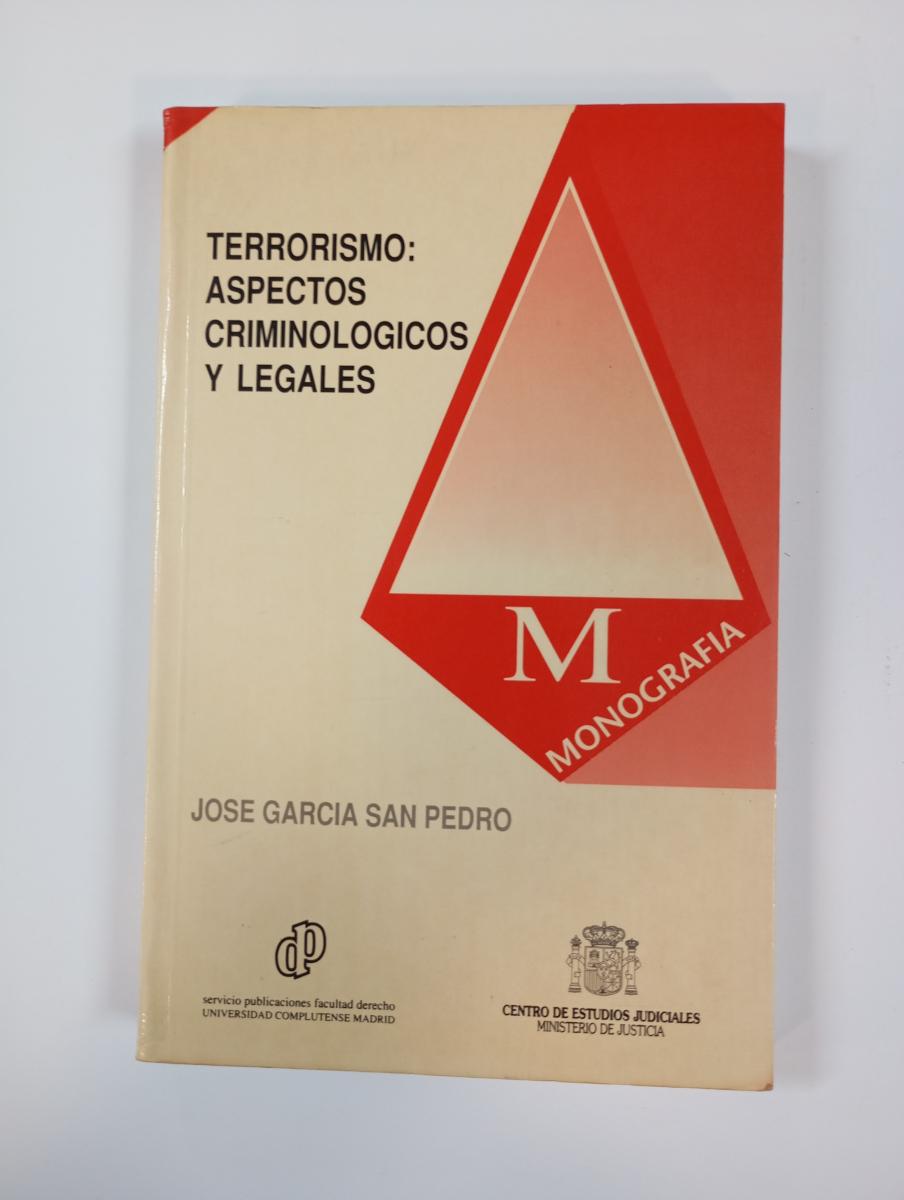 TERRORISMO:
ASPECTOS
CRIMINOLOGICOS
Y LEGALES
M
MONOGRAFIA
JOSE GARCIA SAN PEDRO
dp
servicio publicaciones facultad derecho
UNIVERSIDAD COMPLUTENSE MADRID
CENTRO DE ESTUDIOS JUDICIALES
MINISTERIO DE JUSTICIA